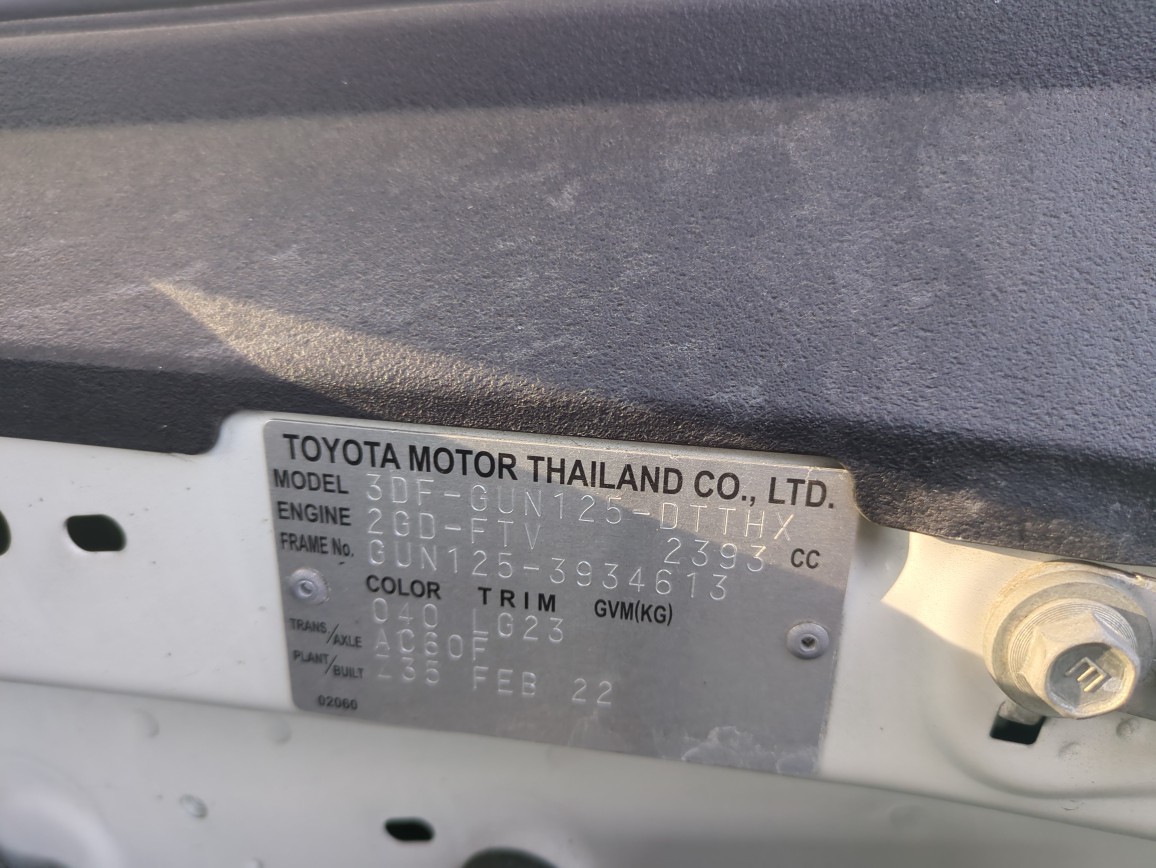 TOYOTA MOTOR THAILAND CO., LTD.
MODEL 3DF-GUN125-DTTHX
ENGINE 2GD-FTV 2393 CC
FRAME No. GUN125-3934613
COLOR TRIM GVM(KG)
040 LG23
TRANS/AXLE AC60F
PLANT/BUILT -35 FEB 22
02060
E